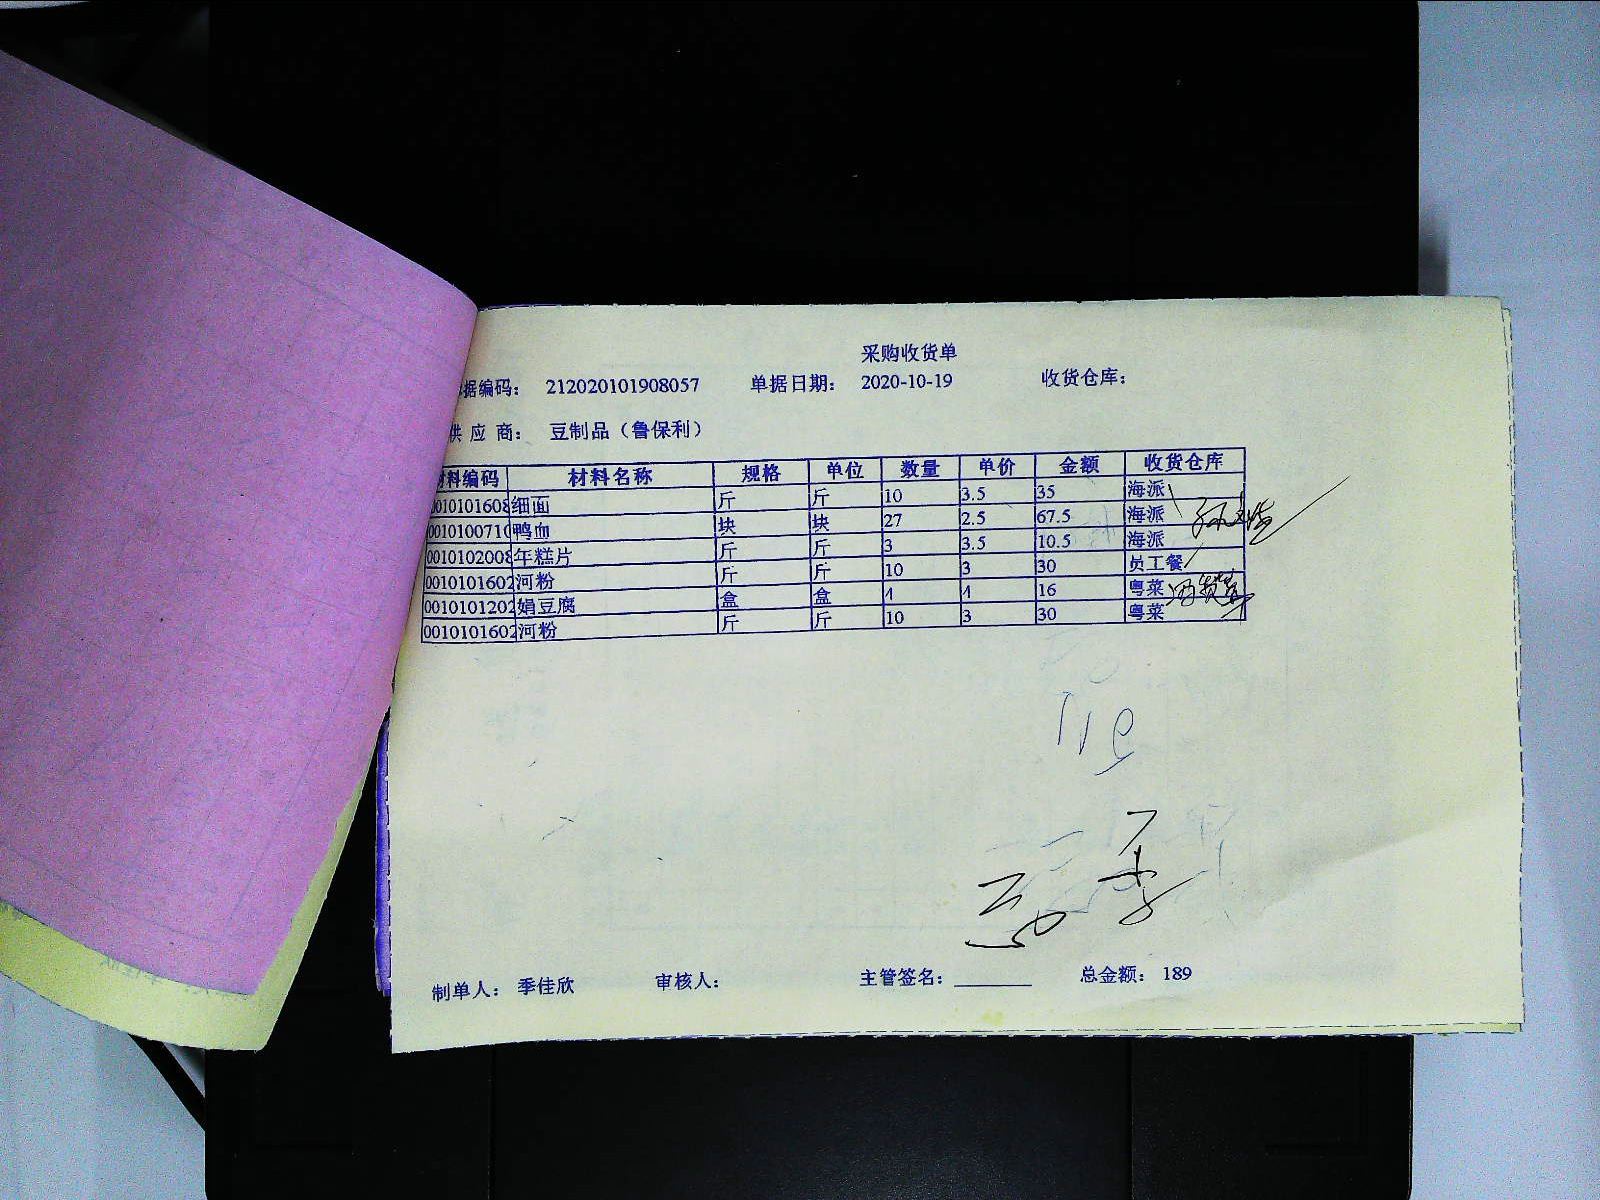 采购收货单
据编码： 212020101908057 单据日期： 2020-10-19 收货仓库：
供 应 商： 豆制品（鲁保利）
材料编码 材料名称 规格 单位 数量 单价 金额 收货仓库
0010101608 细面 斤 斤 10 3.5 35 海派
0010100710 鸭血 块 块 27 2.5 67.5 海派
0010102008 年糕片 斤 斤 3 3.5 10.5 海派
0010101602 河粉 斤 斤 10 3 30 员工餐
0010101202 娟豆腐 盒 盒 4 4 16 粤菜
0010101602 河粉 斤 斤 10 3 30 粤菜
制单人： 季佳欣 审核人： 主管签名： 总金额： 189